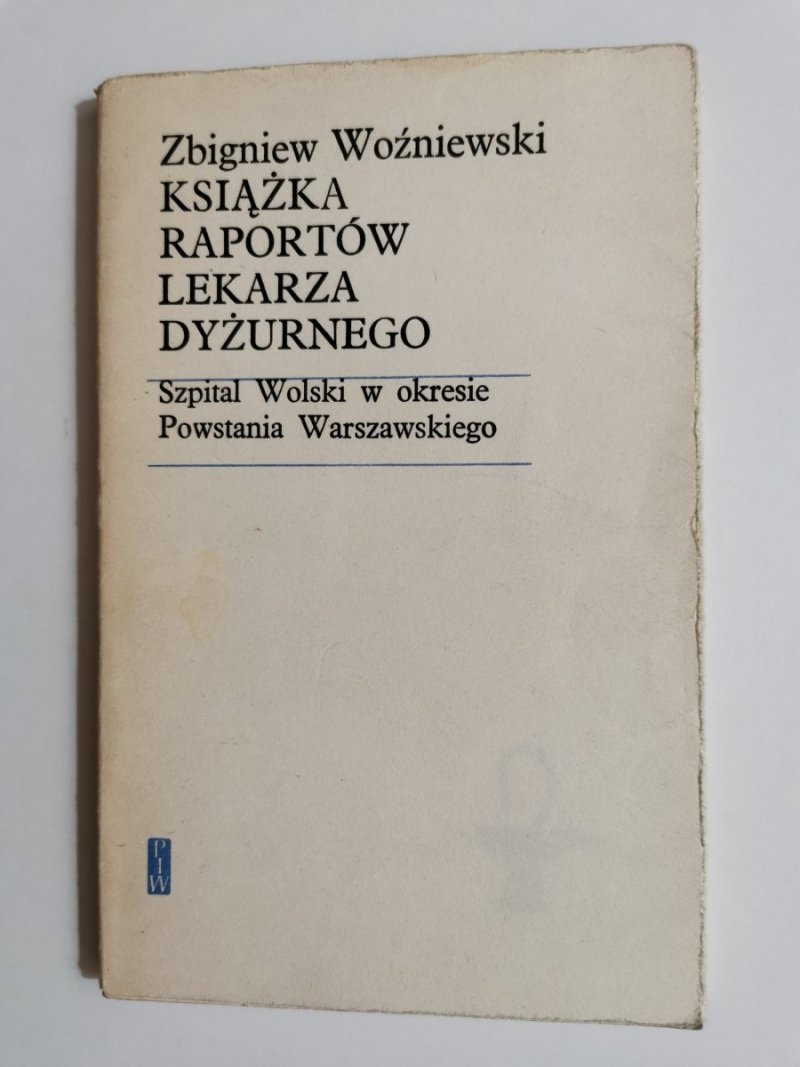 Zbigniew Woźniewski
KSIĄŻKA
RAPORTÓW
LEKARZA
DYŻURNEGO
Szpital Wolski w okresie
Powstania Warszawskiego
PIW